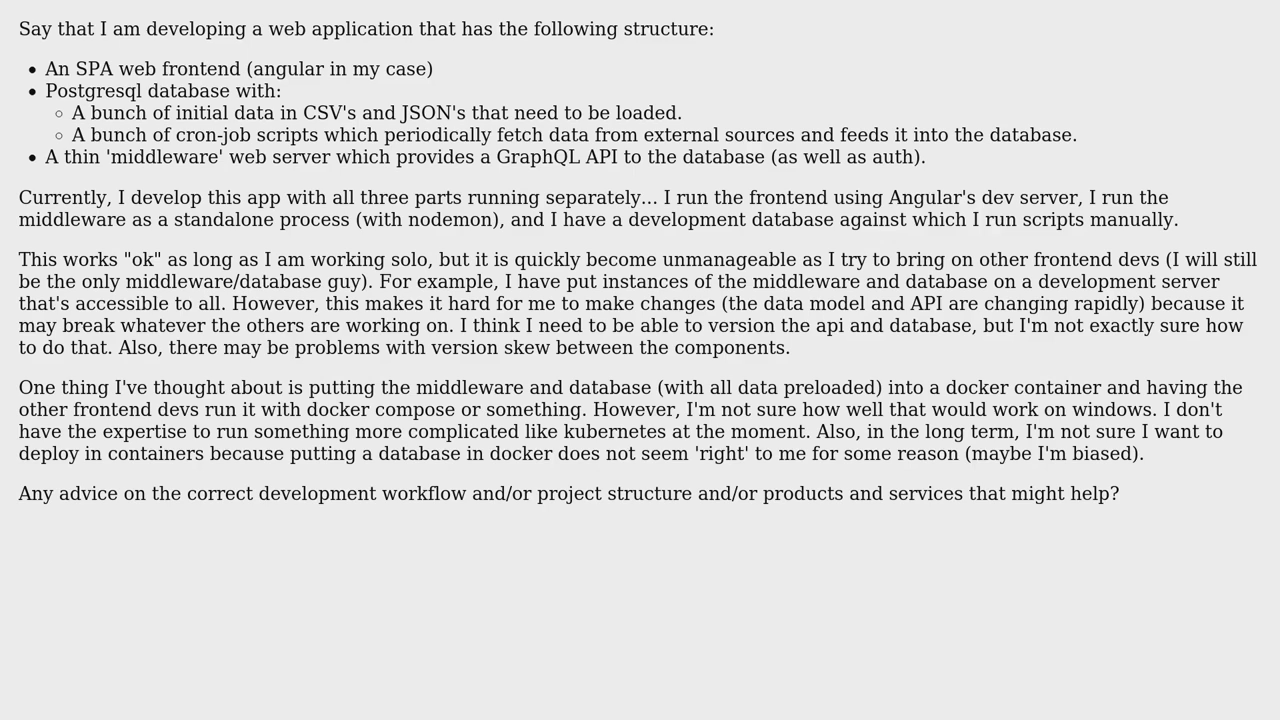 Say that I am developing a web application that has the following structure:
• An SPA web frontend (angular in my case)
• Postgresql database with:
◦ A bunch of initial data in CSV's and JSON's that need to be loaded.
◦ A bunch of cron-job scripts which periodically fetch data from external sources and feeds it into the database.
• A thin 'middleware' web server which provides a GraphQL API to the database (as well as auth).
Currently, I develop this app with all three parts running separately... I run the frontend using Angular's dev server, I run the
middleware as a standalone process (with nodemon), and I have a development database against which I run scripts manually.
This works "ok" as long as I am working solo, but it is quickly become unmanageable as I try to bring on other frontend devs (I will still
be the only middleware/database guy). For example, I have put instances of the middleware and database on a development server
that's accessible to all. However, this makes it hard for me to make changes (the data model and API are changing rapidly) because it
may break whatever the others are working on. I think I need to be able to version the api and database, but I'm not exactly sure how
to do that. Also, there may be problems with version skew between the components.
One thing I've thought about is putting the middleware and database (with all data preloaded) into a docker container and having the
other frontend devs run it with docker compose or something. However, I'm not sure how well that would work on windows. I don't
have the expertise to run something more complicated like kubernetes at the moment. Also, in the long term, I'm not sure I want to
deploy in containers because putting a database in docker does not seem 'right' to me for some reason (maybe I'm biased).
Any advice on the correct development workflow and/or project structure and/or products and services that might help?